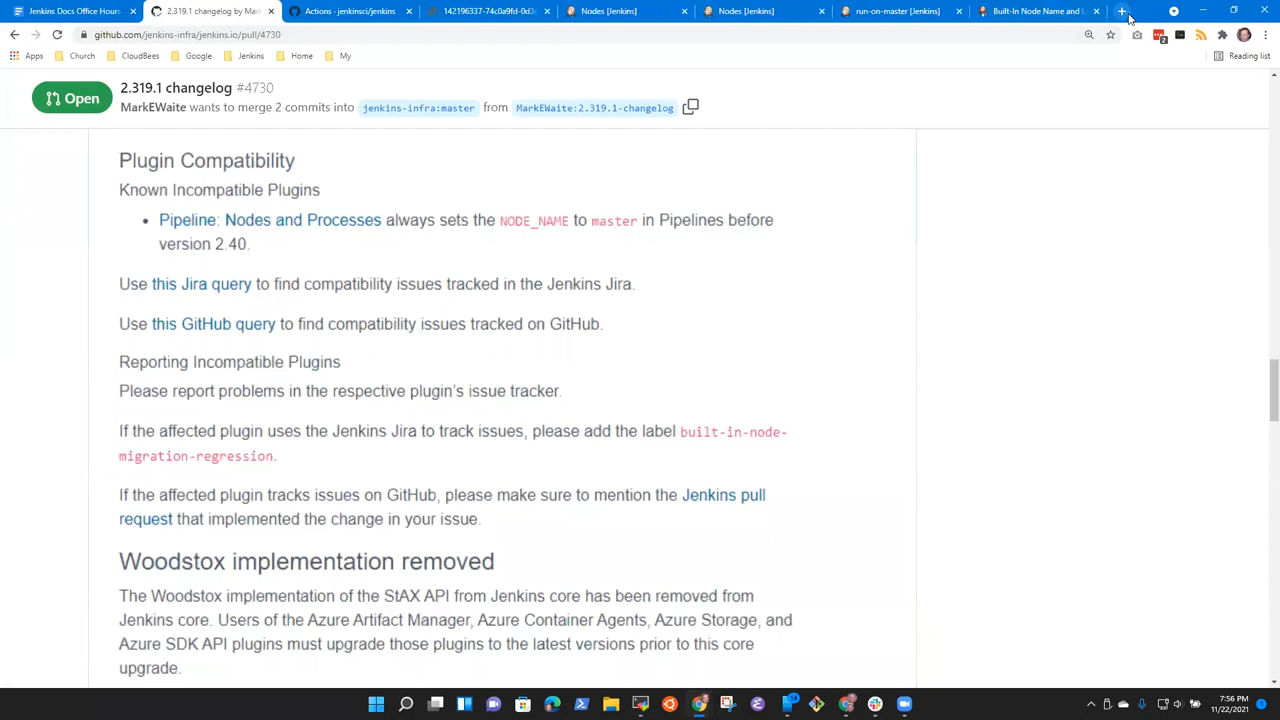 Jenkins Docs Office Hours
2.319.1 changelog by Mark
Actions · jenkinsci/jenkins
142196337-74c0a9fd-0d3
Nodes [Jenkins]
Nodes [Jenkins]
run-on-master [Jenkins]
Built-In Node Name and L
github.com/jenkins-infra/jenkins.io/pull/4730
Apps
Church
CloudBees
Google
Jenkins
Home
My
Reading list
Open
2.319.1 changelog #4730
MarkEWaite wants to merge 2 commits into jenkins-infra:master from MarkEWaite:2.319.1-changelog
Plugin Compatibility
Known Incompatible Plugins
• Pipeline: Nodes and Processes always sets the NODE_NAME to master in Pipelines before
version 2.40.
Use this Jira query to find compatibility issues tracked in the Jenkins Jira.
Use this GitHub query to find compatibility issues tracked on GitHub.
Reporting Incompatible Plugins
Please report problems in the respective plugin's issue tracker.
If the affected plugin uses the Jenkins Jira to track issues, please add the label built-in-node-
migration-regression.
If the affected plugin tracks issues on GitHub, please make sure to mention the Jenkins pull
request that implemented the change in your issue.
Woodstox implementation removed
The Woodstox implementation of the StAX API from Jenkins core has been removed from
Jenkins core. Users of the Azure Artifact Manager, Azure Container Agents, Azure Storage, and
Azure SDK API plugins must upgrade those plugins to the latest versions prior to this core
upgrade.
7:56 PM
11/22/2021